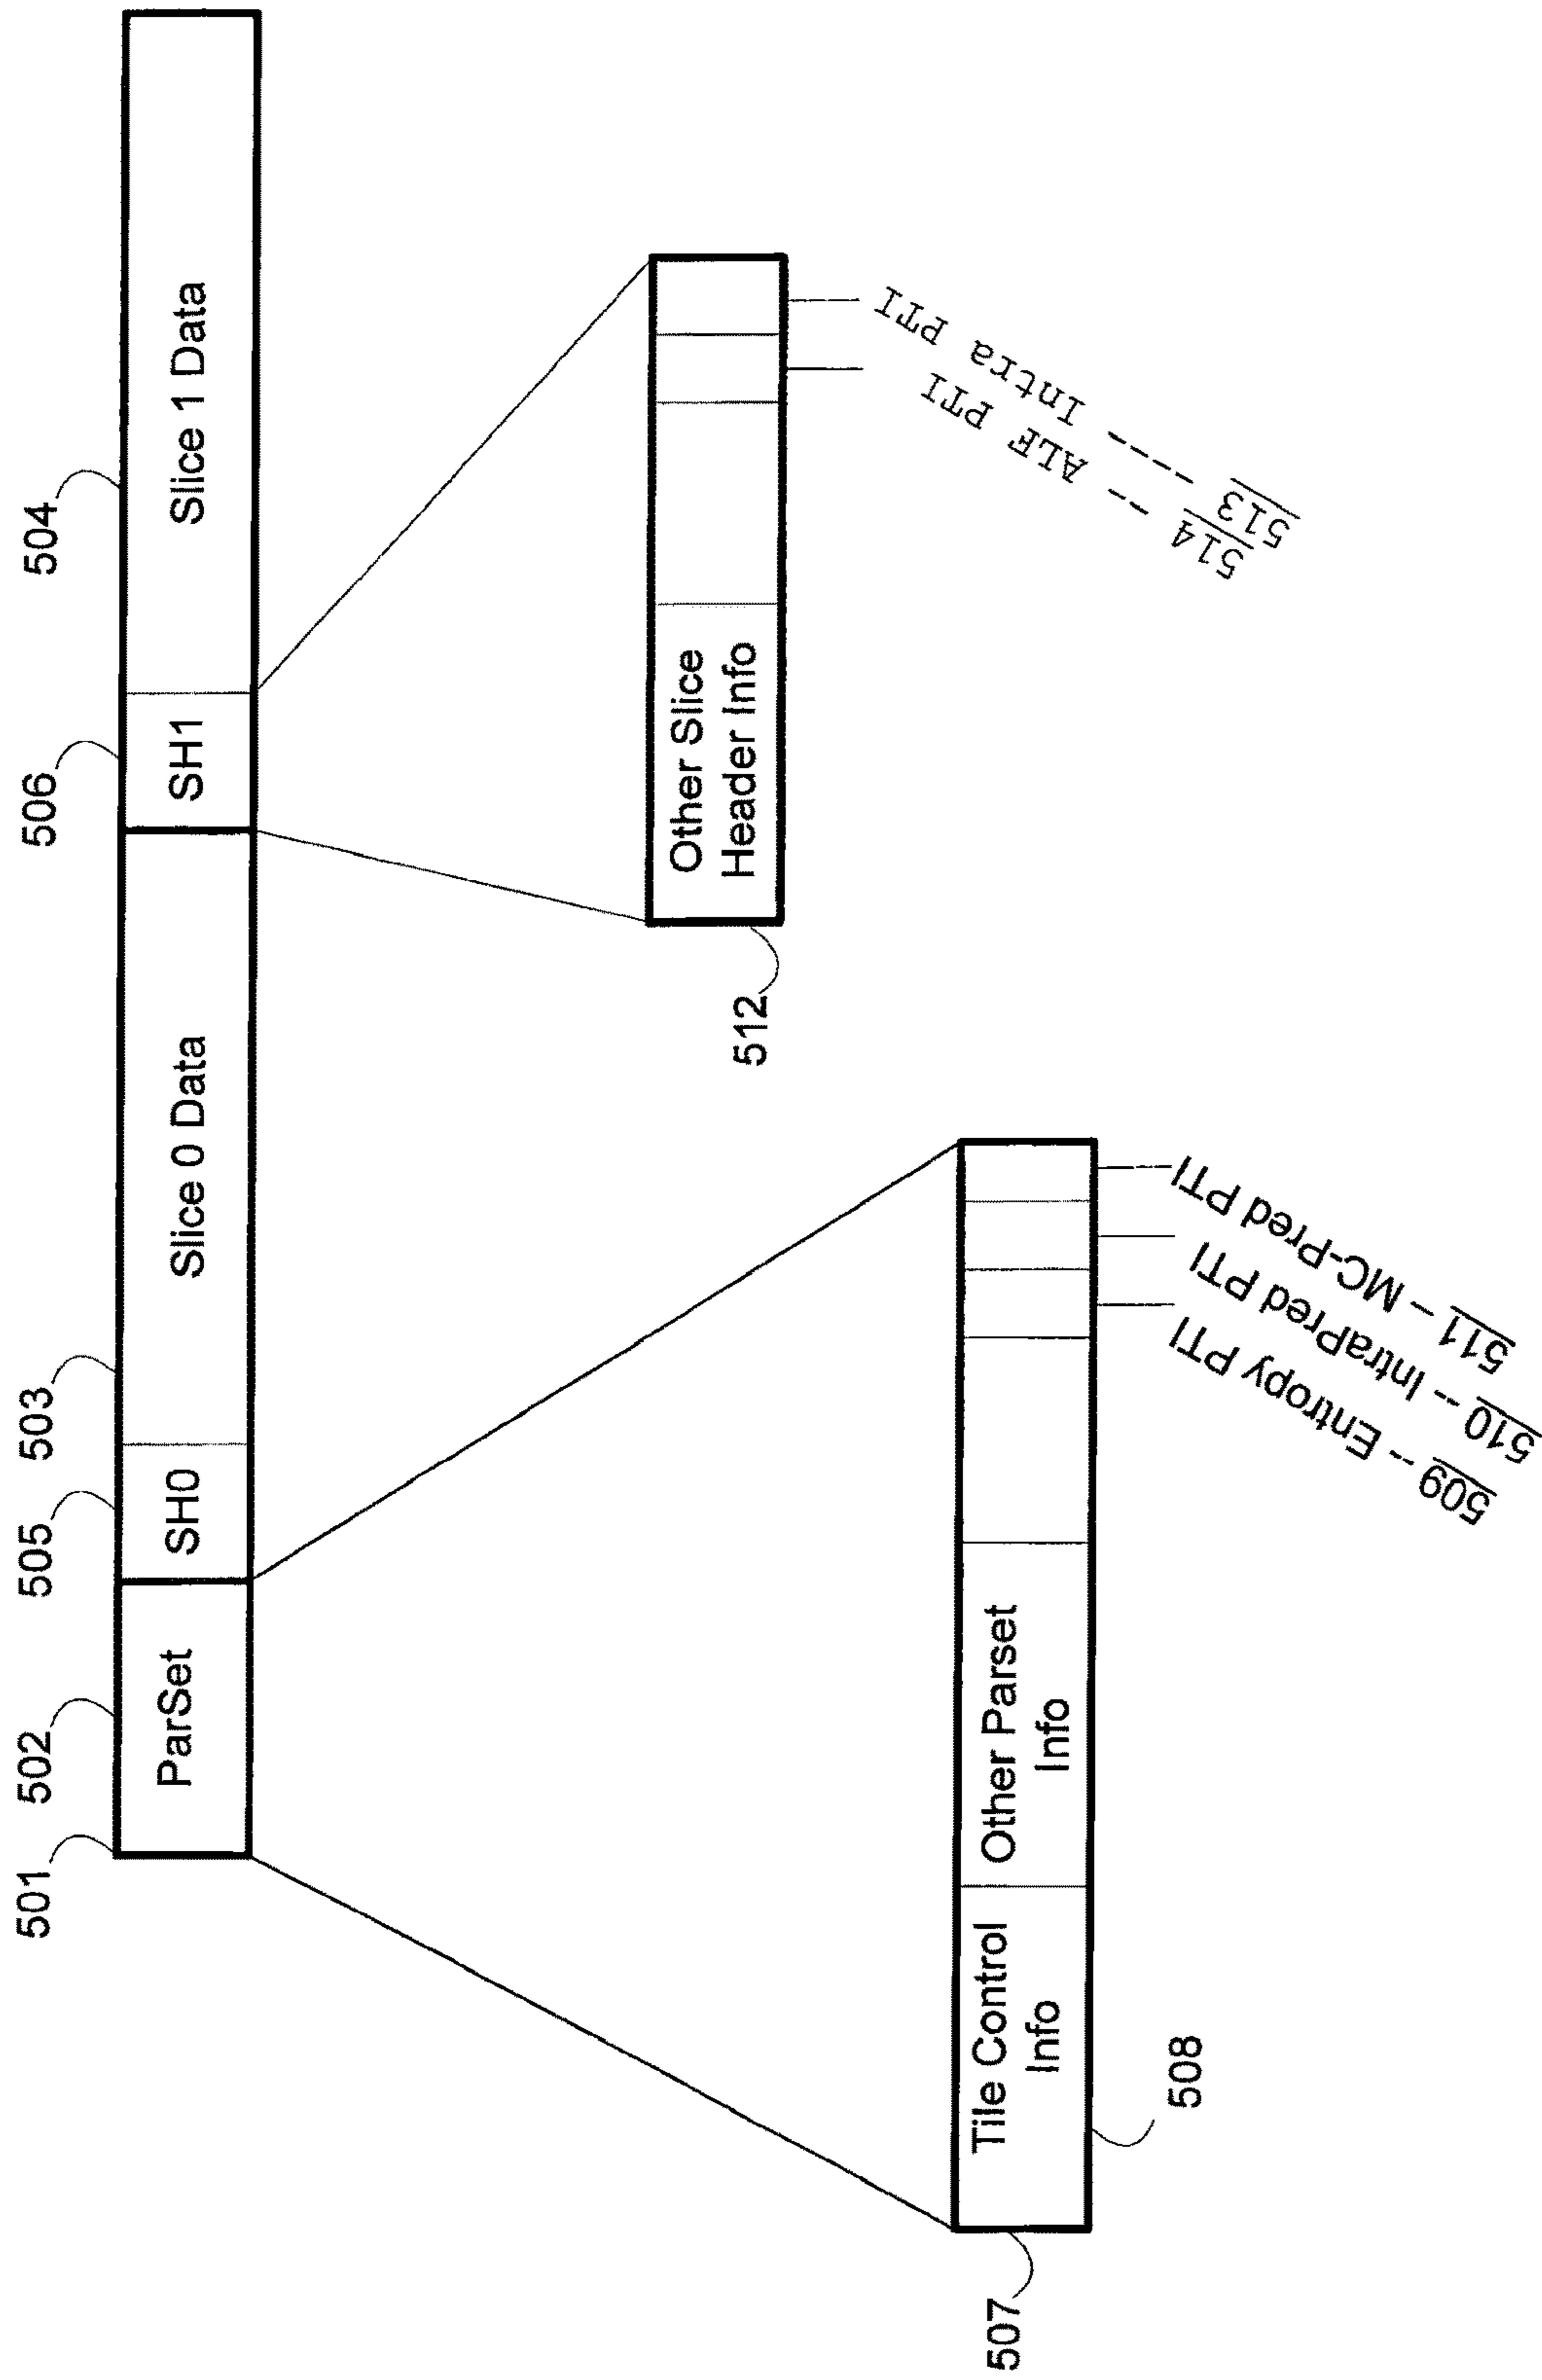 501
502
505
503
506
504
ParSet
SH0
Slice 0 Data
SH1
Slice 1 Data
512
Other Slice
Header Info
514 -- ALF PTI
513 ---- Intra PTI
507
508
Tile Control
Info
Other Parset
Info
509 -- Entropy PTI
510 -- IntraPred PTI
511 – MC-Pred PTI